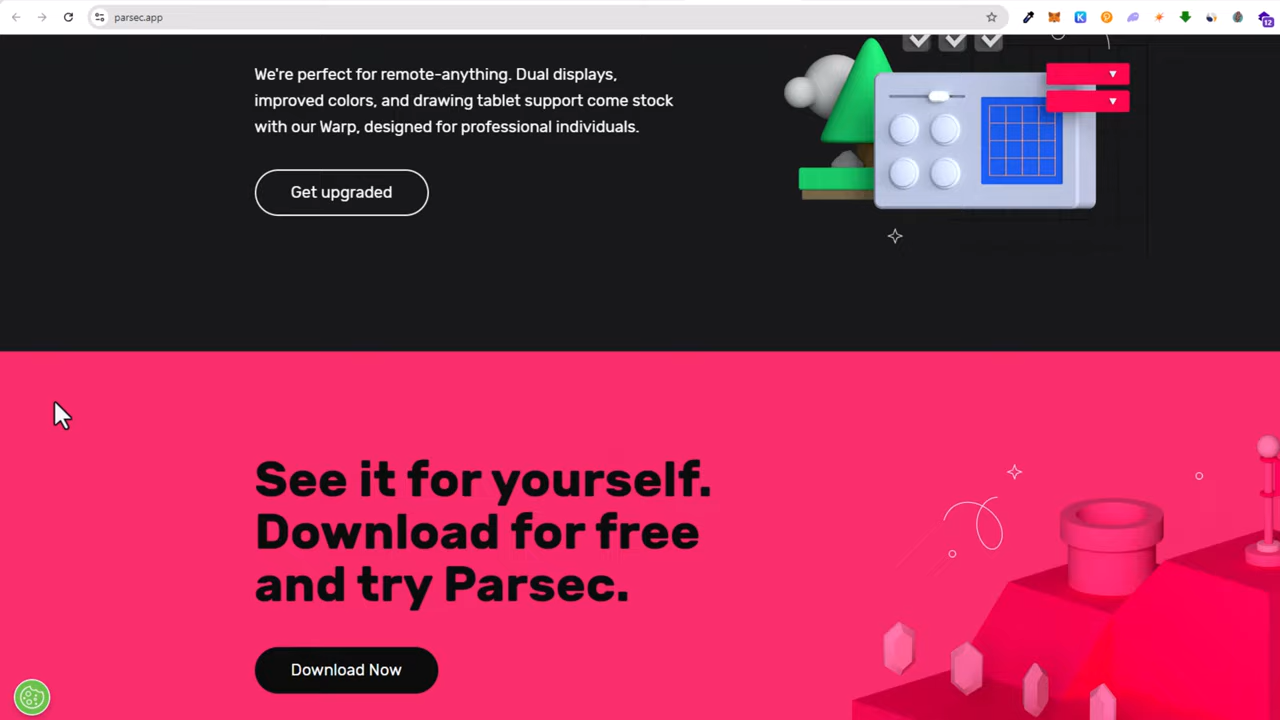 parsec.app
12
We're perfect for remote-anything. Dual displays,
improved colors, and drawing tablet support come stock
with our Warp, designed for professional individuals.
Get upgraded
See it for yourself.
Download for free
and try Parsec.
Download Now